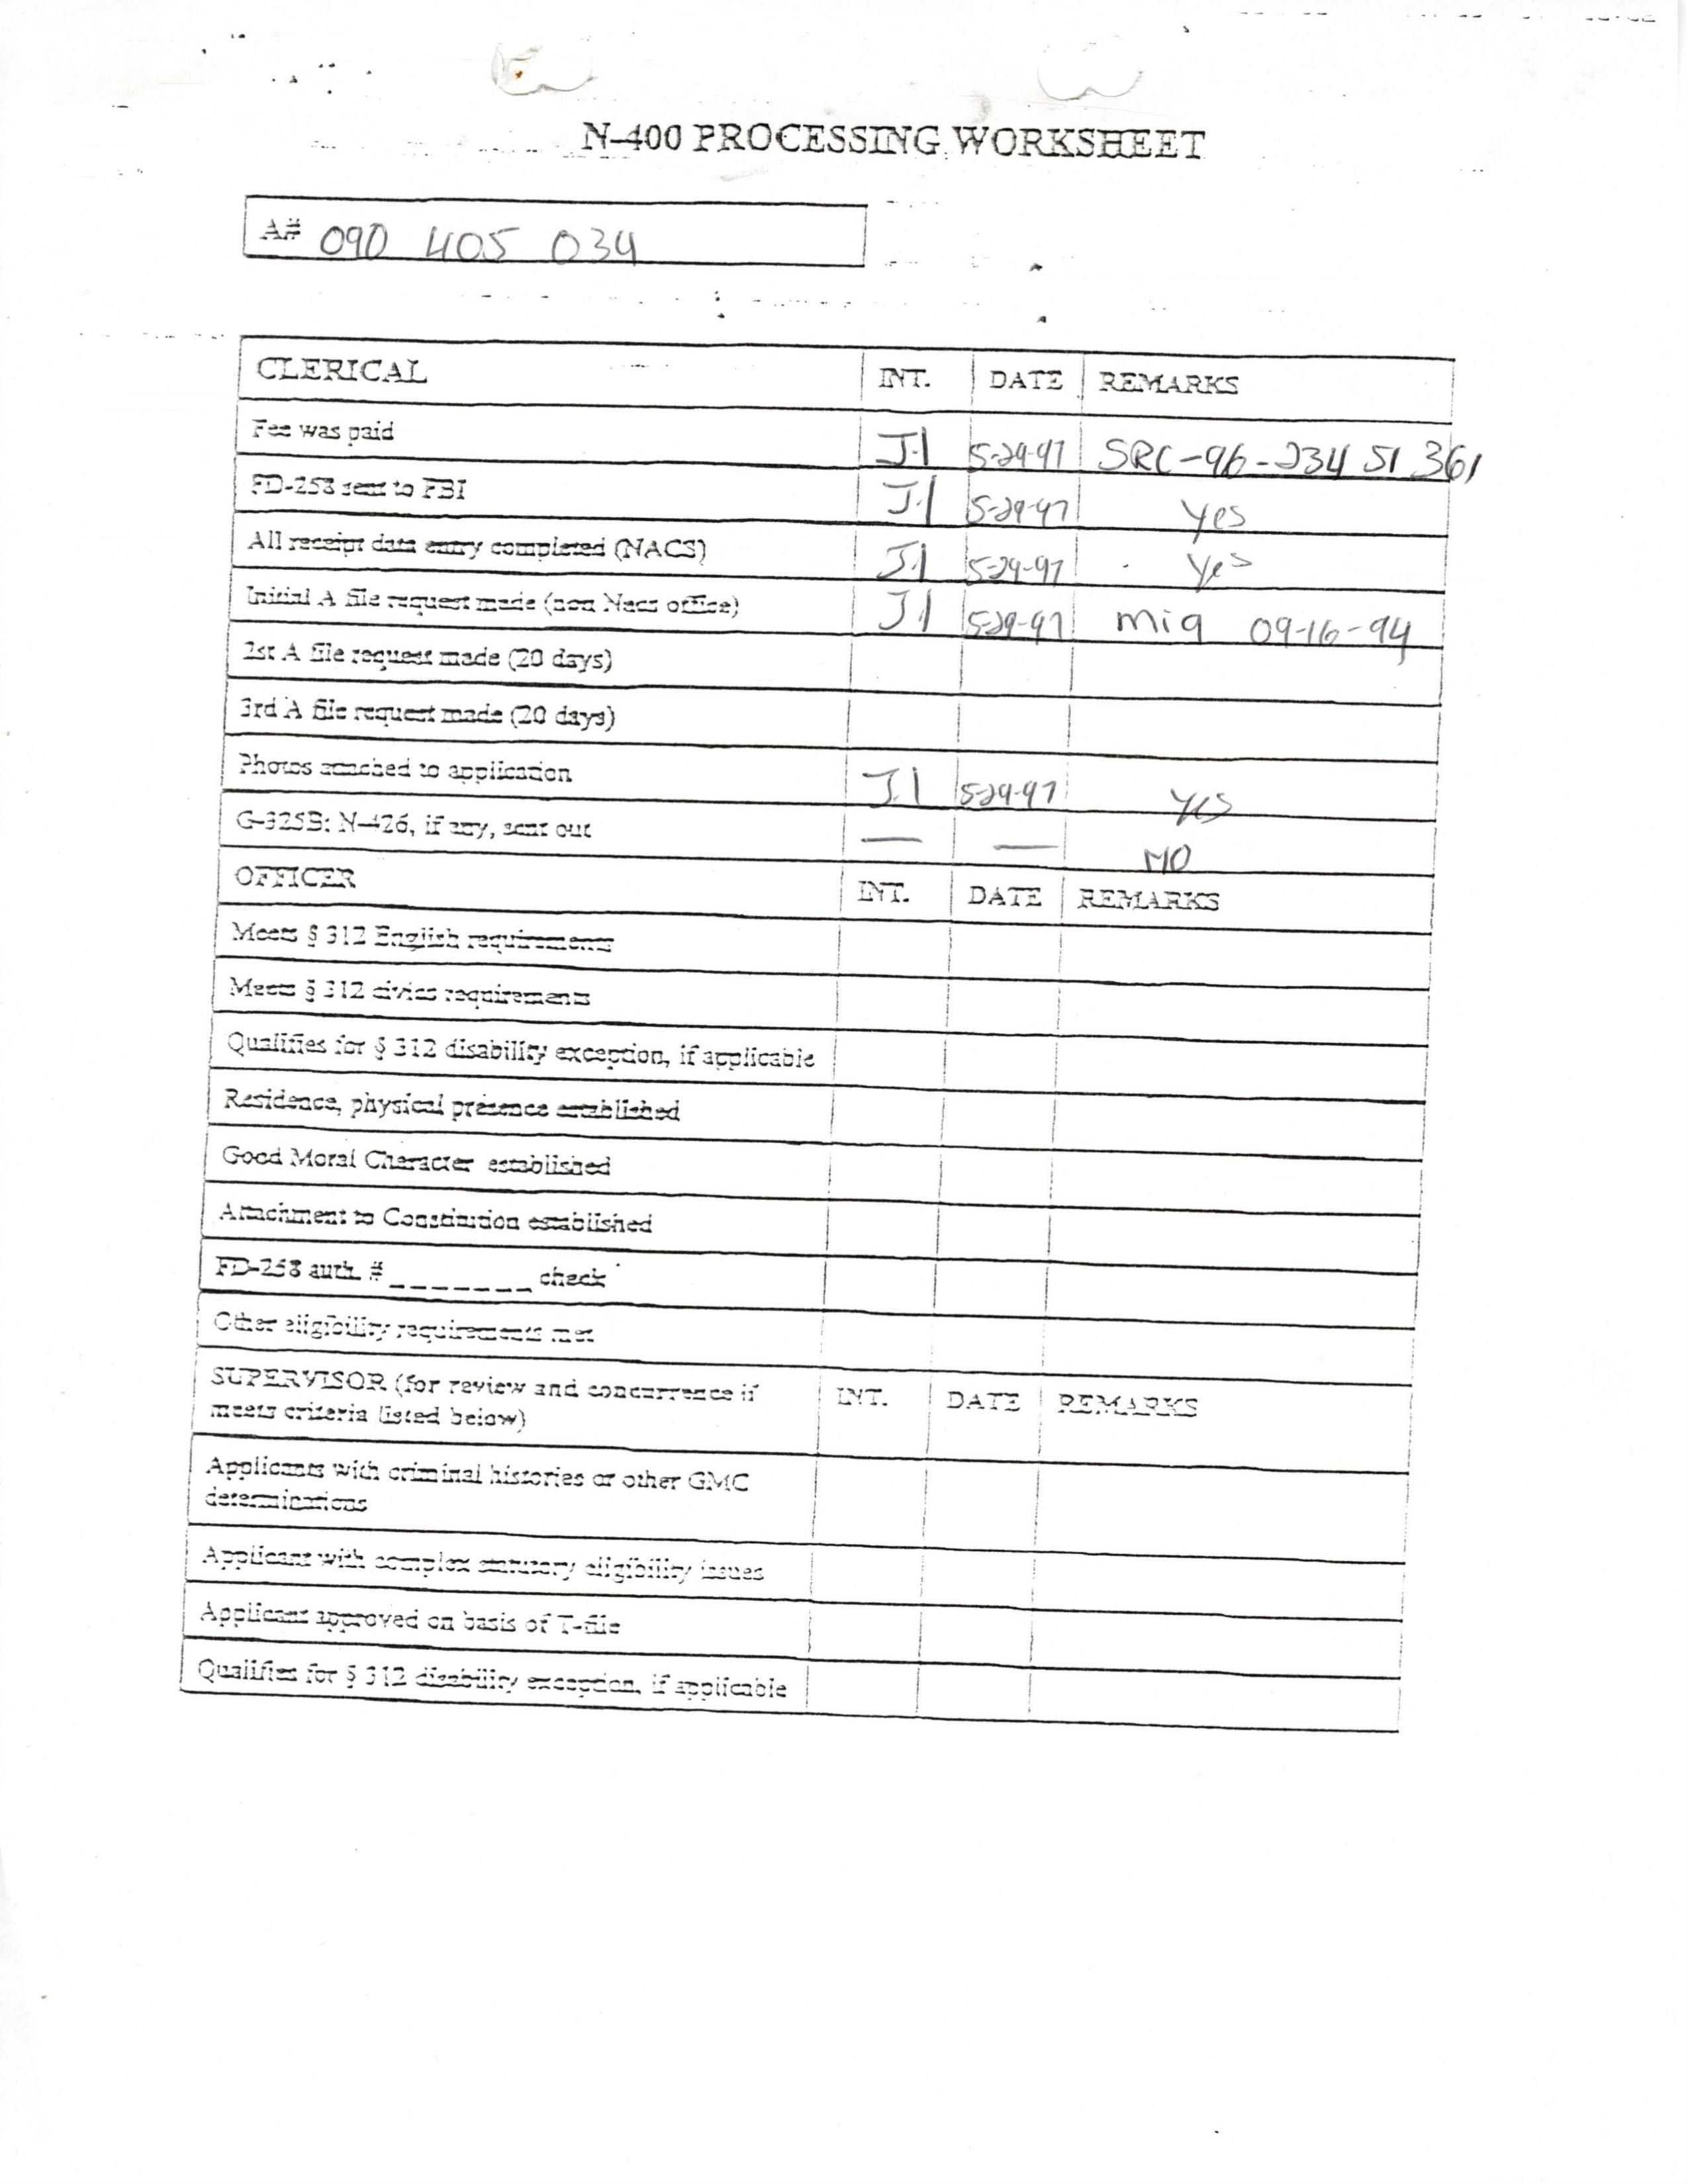 N-400 PROCESSING WORKSHEET
A# 090 405 034
CLERICAL INT. DATE REMARKS
Fee was paid J.I 5-29-97 SRC-96-234 51 361
FD-258 sent to FBI J.I 5-29-97 yes
All receipt data entry completed (NACS) J.I 5-29-97 yes
Initial A file request made (non Nacs office) J.I 5-29-97 mia 09-16-94
2st A file request made (20 days)
3rd A file request made (20 days)
Photos attached to application J.I 5-29-97 yes
G-325B; N-426, if any, sent out — — NO
OFFICER INT. DATE REMARKS
Meets § 312 English requirements
Meets § 312 civics requirements
Qualifies for § 312 disability exception, if applicable
Residence, physical presence established
Good Moral Character established
Attachment to Constitution established
FD-258 auth. # _______ check
Other eligibility requirements met
SUPERVISOR (for review and concurrence if INT. DATE REMARKS
meets criteria listed below)
Applicants with criminal histories or other GMC
determinations
Applicant with complex statutory eligibility issues
Applicant approved on basis of T-file
Qualifies for § 312 disability exception, if applicable